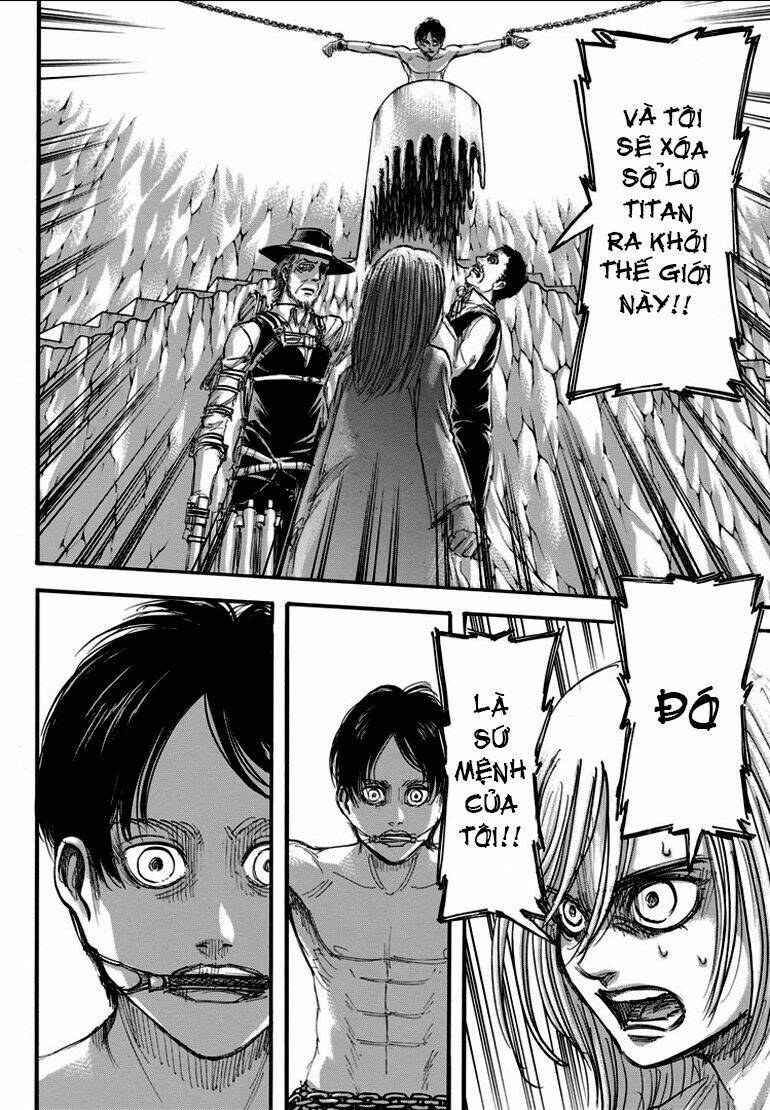 VÀ TÔI
SẼ XÓA
SỔ LŨ
TITAN
RA KHỎI
THẾ GIỚI
NÀY!!
ĐÓ
LÀ
SỨ
MỆNH
CỦA
TÔI!!